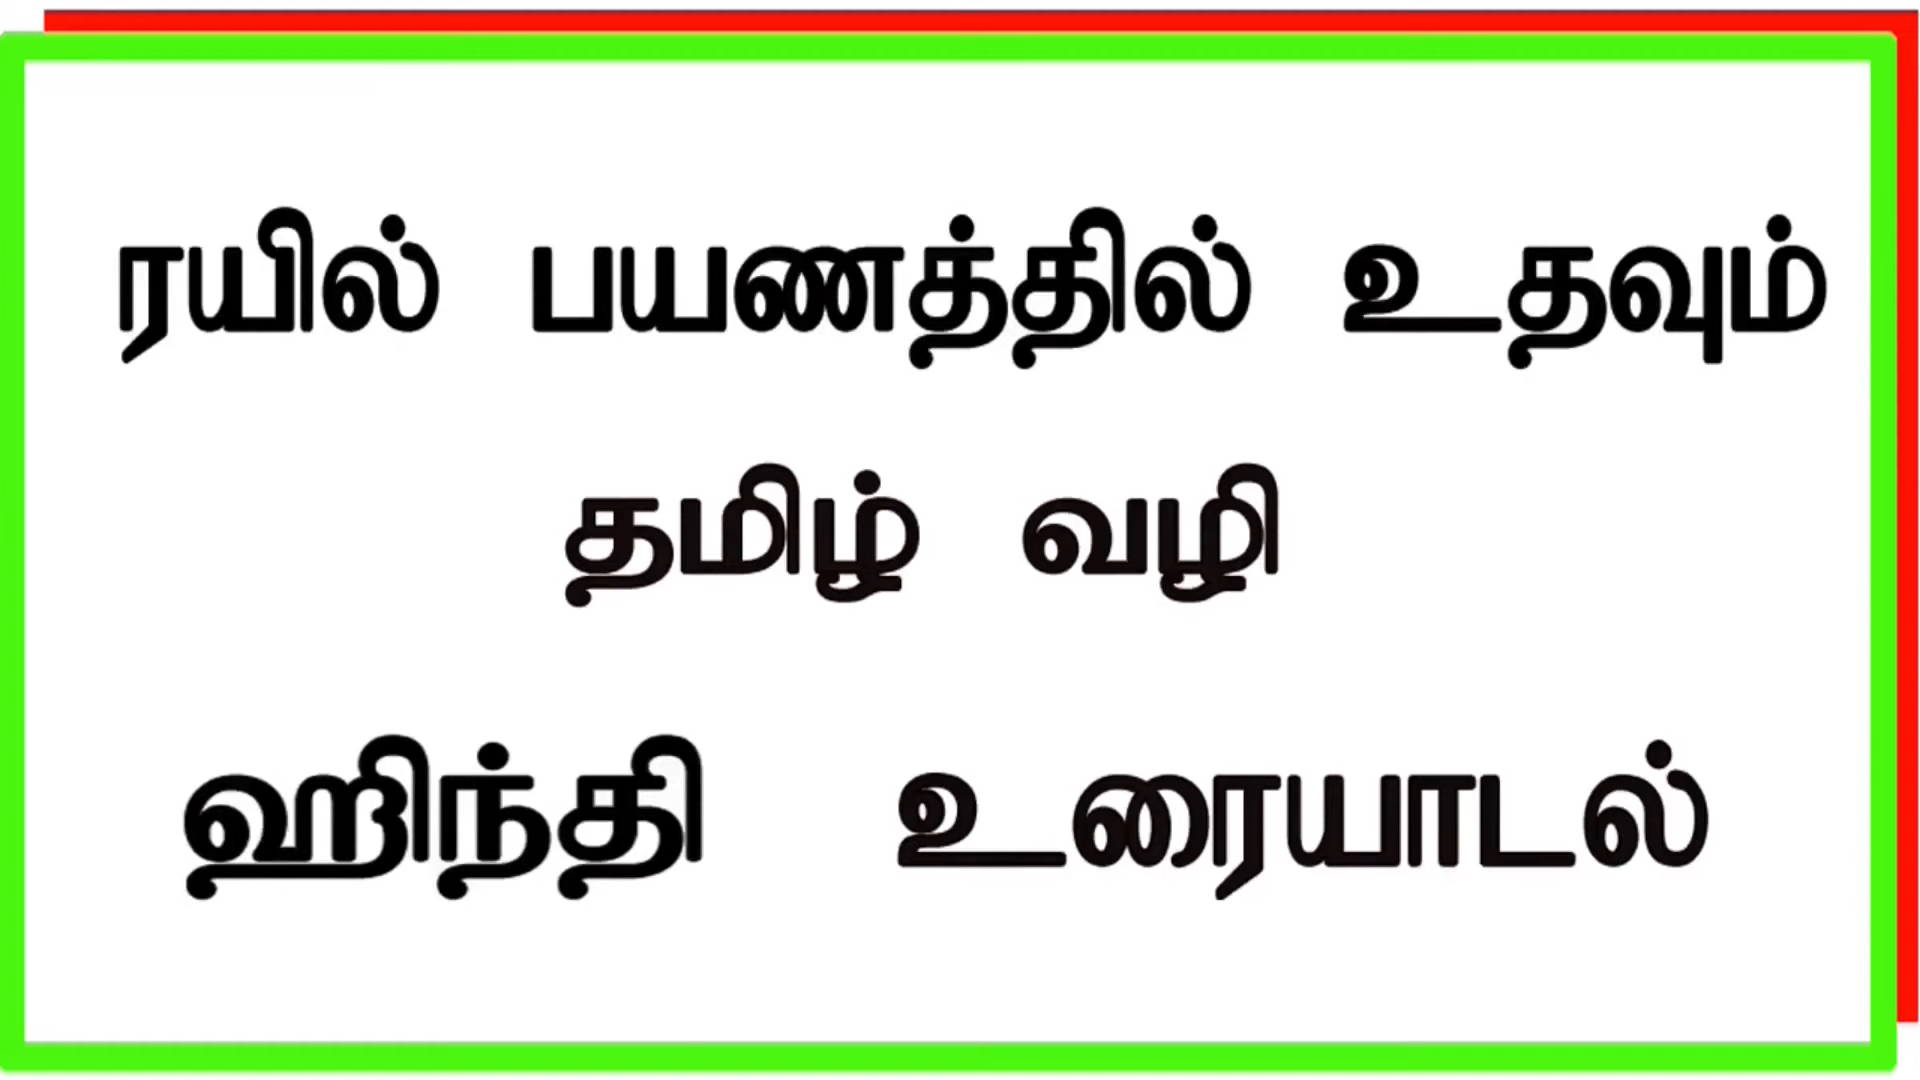 ரயில் பயணத்தில் உதவும்
தமிழ் வழி
ஹிந்தி உரையாடல்